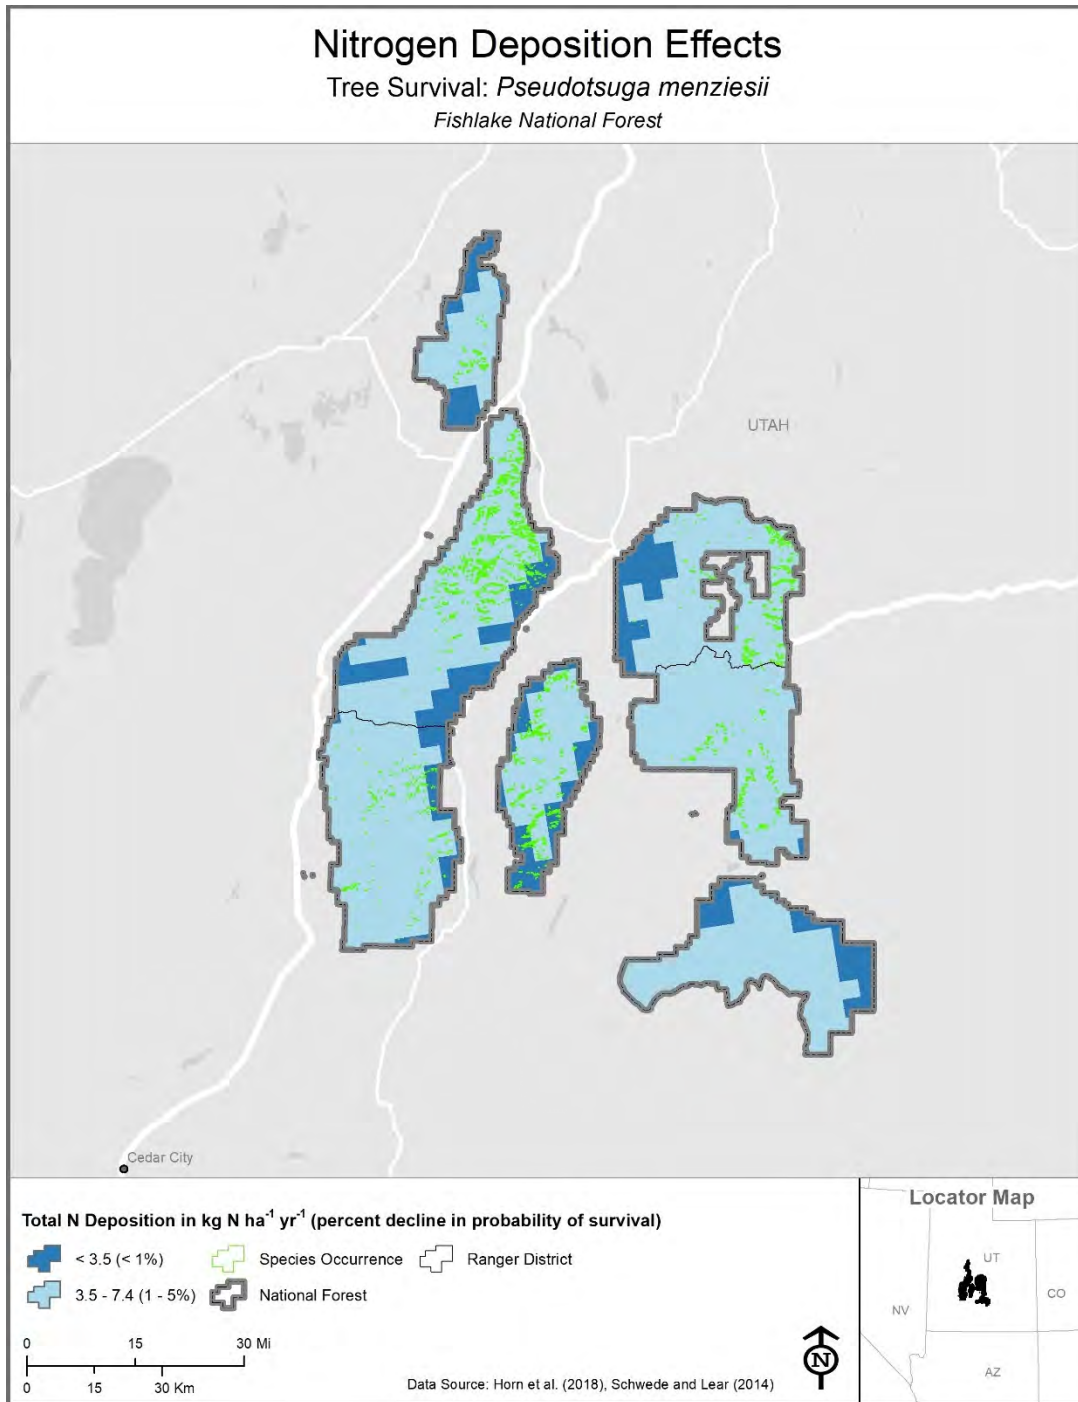 Nitrogen Deposition Effects
Tree Survival: Pseudotsuga menziesii
Fishlake National Forest
UTAH
Cedar City
Total N Deposition in kg N ha⁻¹ yr⁻¹ (percent decline in probability of survival)
< 3.5 (< 1%)
Species Occurrence
Ranger District
3.5 - 7.4 (1 - 5%)
National Forest
0 15 30 Mi
0 15 30 Km
N
Data Source: Horn et al. (2018), Schwede and Lear (2014)
Locator Map
UT
CO
NV
AZ